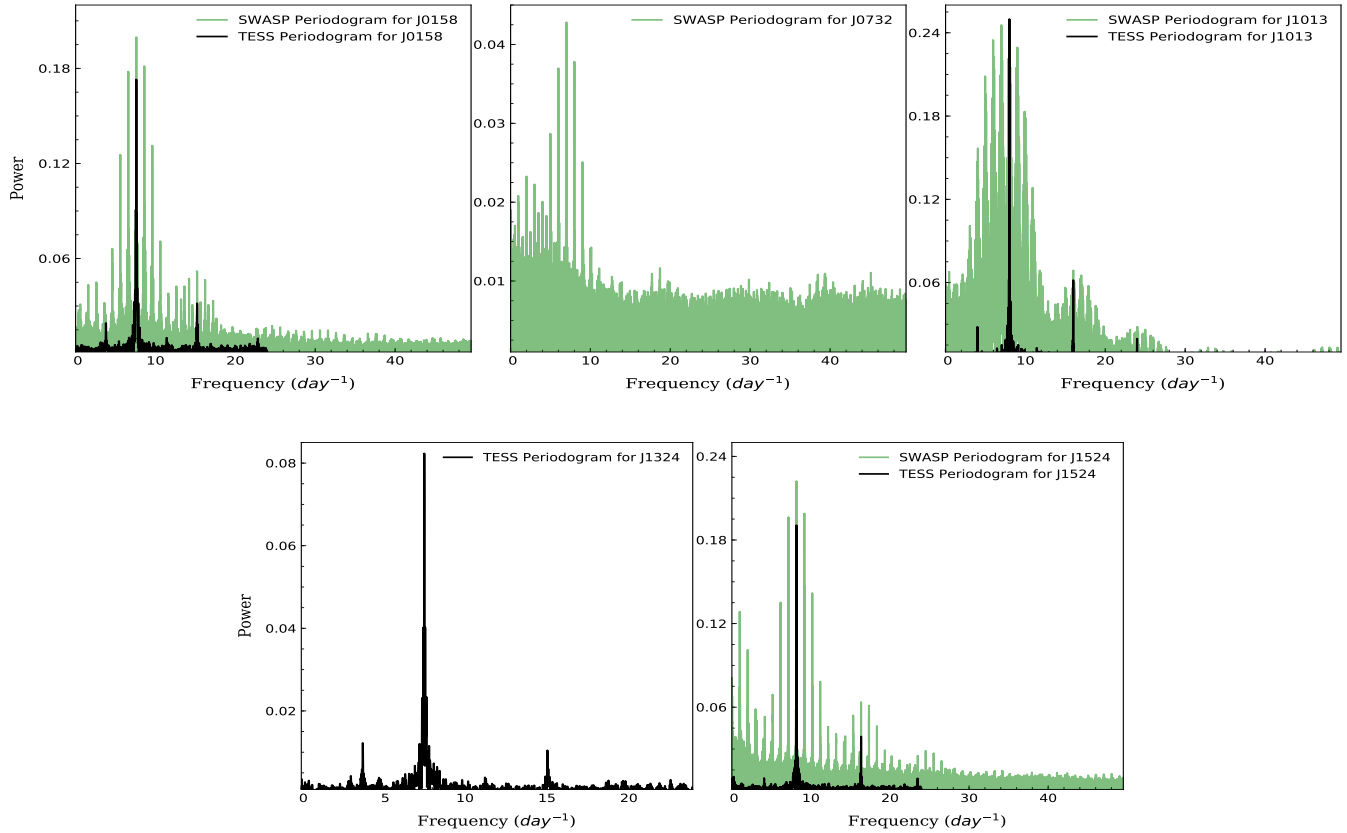 SWASP Periodogram for J0158
TESS Periodogram for J0158
0.18
0.12
0.06
Power
0
10
20
30
40
Frequency (day⁻¹)
SWASP Periodogram for J0732
0.04
0.03
0.02
0.01
0
10
20
30
40
Frequency (day⁻¹)
SWASP Periodogram for J1013
TESS Periodogram for J1013
0.24
0.18
0.12
0.06
0
10
20
30
40
Frequency (day⁻¹)
TESS Periodogram for J1324
0.08
0.06
0.04
0.02
Power
0
5
10
15
20
Frequency (day⁻¹)
SWASP Periodogram for J1524
TESS Periodogram for J1524
0.24
0.18
0.12
0.06
0
10
20
30
40
Frequency (day⁻¹)